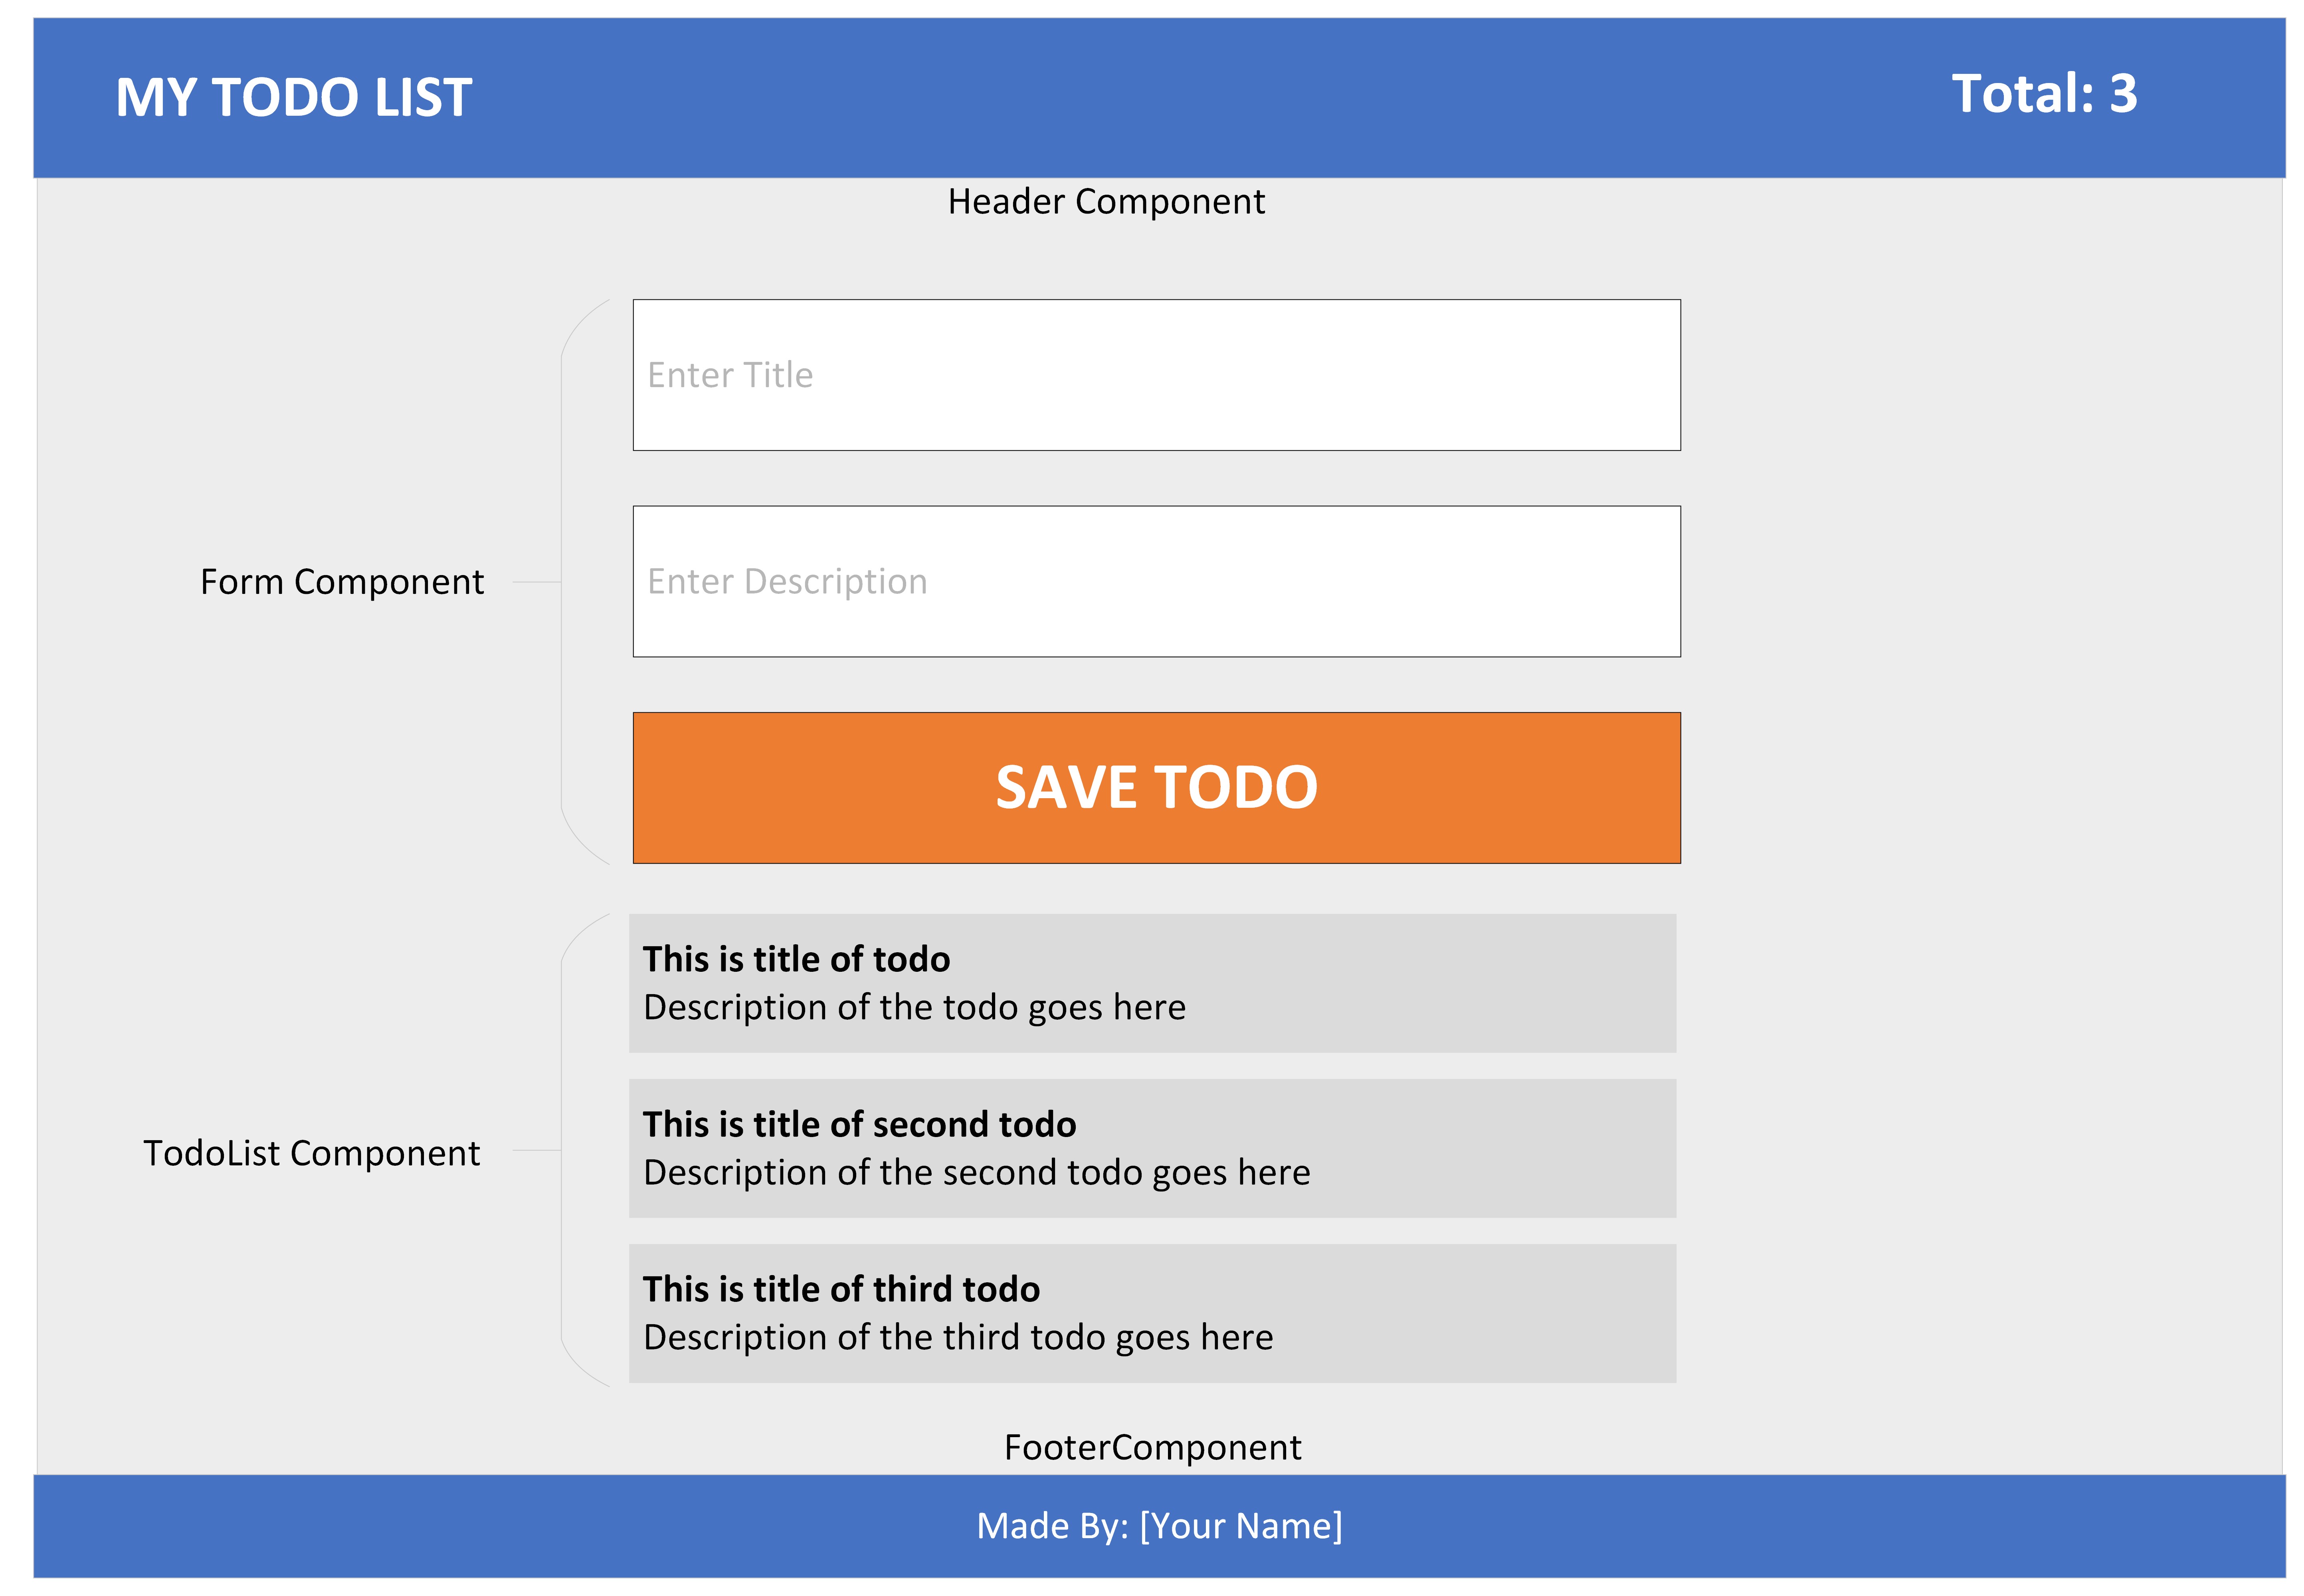 MY TODO LIST
Total: 3
Header Component
Enter Title
Form Component
Enter Description
SAVE TODO
This is title of todo
Description of the todo goes here
TodoList Component
This is title of second todo
Description of the second todo goes here
This is title of third todo
Description of the third todo goes here
FooterComponent
Made By: [Your Name]